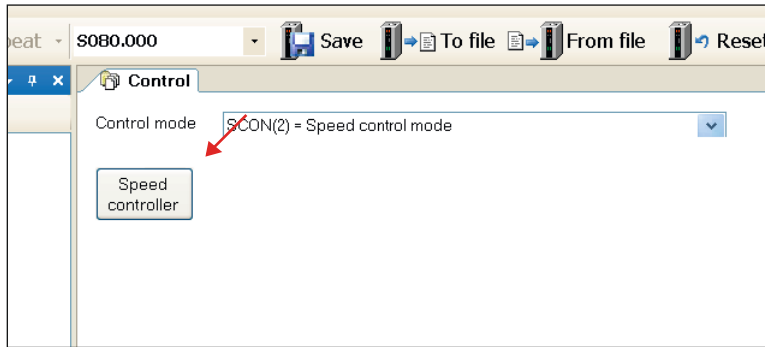 S080.000 Save To file From file Reset
Control
Control mode SCON(2) = Speed control mode
Speed
controller